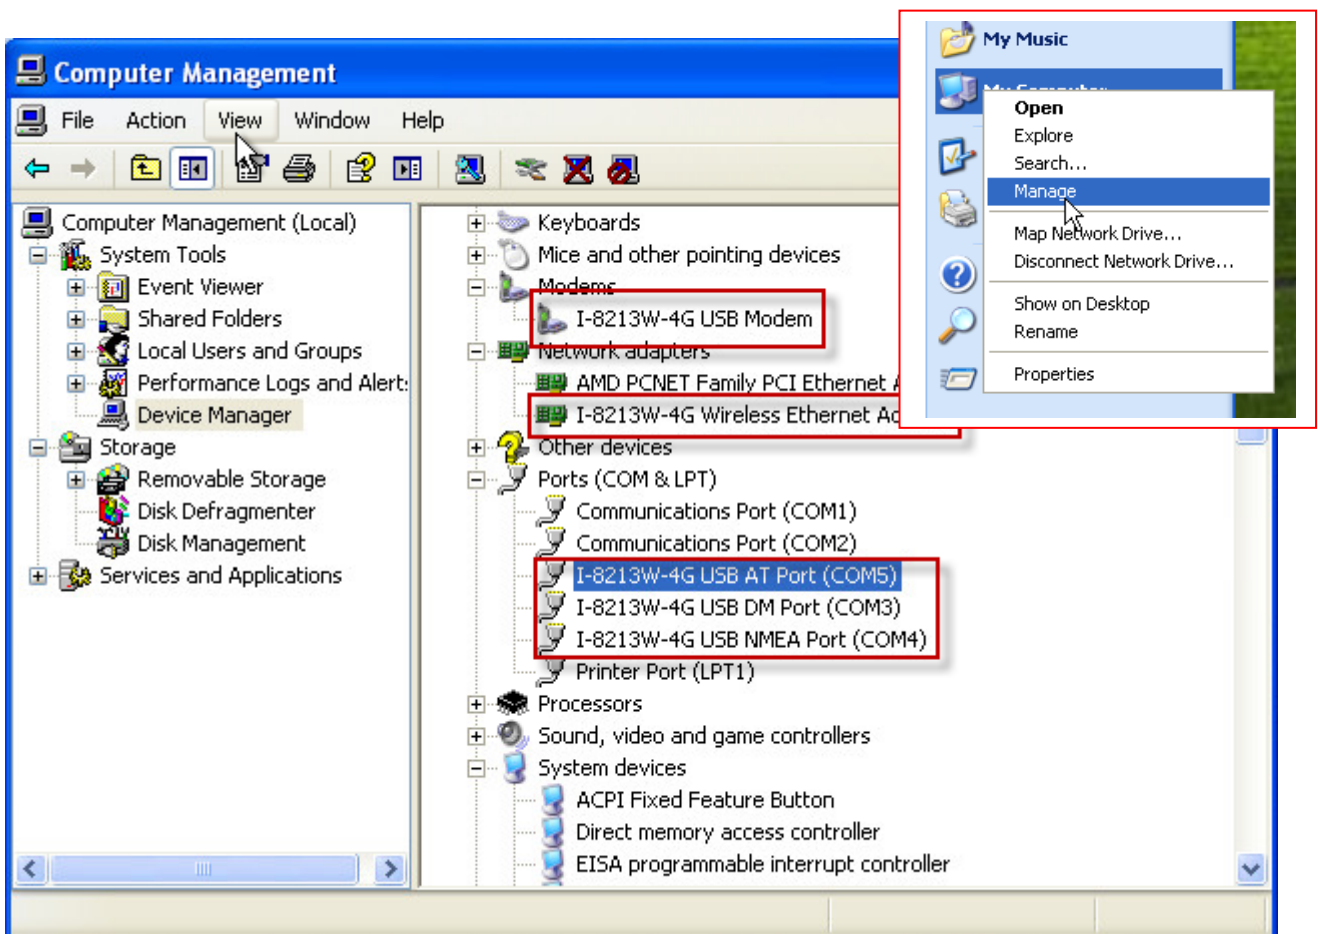 Computer Management
File Action View Window Help
Computer Management (Local)
System Tools
Event Viewer
Shared Folders
Local Users and Groups
Performance Logs and Alert
Device Manager
Storage
Removable Storage
Disk Defragmenter
Disk Management
Services and Applications
Keyboards
Mice and other pointing devices
Modems
I-8213W-4G USB Modem
Network adapters
AMD PCNET Family PCI Ethernet
I-8213W-4G Wireless Ethernet
Other devices
Ports (COM & LPT)
Communications Port (COM1)
Communications Port (COM2)
I-8213W-4G USB AT Port (COM5)
I-8213W-4G USB DM Port (COM3)
I-8213W-4G USB NMEA Port (COM4)
Printer Port (LPT1)
Processors
Sound, video and game controllers
System devices
ACPI Fixed Feature Button
Direct memory access controller
EISA programmable interrupt controller
My Music
My Computer
Open
Explore
Search...
Manage
Map Network Drive...
Disconnect Network Drive...
Show on Desktop
Rename
Properties